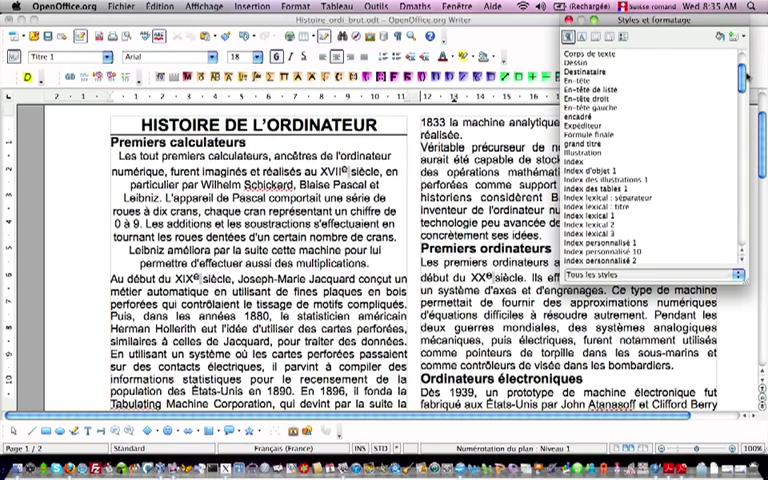 OpenOffice.org Fichier Édition Affichage Insertion Format Tableau Outils Dmaths Fenêtre Aide (Rechargée) Suisse romand Wed 8:35 AM
Histoire_ordi_brut.odt - OpenOffice.org Writer
Styles et formatage
Titre 1 Arial 18
Corps de texte
Dessin
Destinataire
En-tête
En-tête de liste
En-tête droit
En-tête gauche
encadré
Expéditeur
Formule finale
grand titre
Illustration
Index
Index d'objet 1
Index des illustrations 1
Index des tables 1
Index lexical : séparateur
Index lexical : titre
Index lexical 1
Index lexical 2
Index lexical 3
Index personnalisé 1
Index personnalisé 10
Index personnalisé 2
Tous les styles
HISTOIRE DE L'ORDINATEUR
Premiers calculateurs
Les tout premiers calculateurs, ancêtres de l'ordinateur
numérique, furent imaginés et réalisés au XVIIe siècle, en
particulier par Wilhelm Schickard, Blaise Pascal et
Leibniz. L'appareil de Pascal comportait une série de
roues à dix crans, chaque cran représentant un chiffre de
0 à 9. Les additions et les soustractions s'effectuaient en
tournant les roues dentées d'un certain nombre de crans.
Leibniz améliora par la suite cette machine pour lui
permettre d'effectuer aussi des multiplications.
Au début du XIXe siècle, Joseph-Marie Jacquard conçut un
métier automatique en utilisant de fines plaques en bois
perforées qui contrôlaient le tissage de motifs compliqués.
Puis, dans les années 1880, le statisticien américain
Herman Hollerith eut l'idée d'utiliser des cartes perforées,
similaires à celles de Jacquard, pour traiter des données.
En utilisant un système où les cartes perforées passaient
sur des contacts électriques, il parvint à compiler des
informations statistiques pour le recensement de la
population des États-Unis en 1890. En 1896, il fonda la
Tabulating Machine Corporation, qui devint par la suite la
1833 la machine analytique
réalisée.
Véritable précurseur de
aurait été capable de stock
des opérations mathémat
perforées comme support
historiens considèrent B
inventeur de l'ordinateur nu
technologie peu avancée de
concrètement ses idées.
Premiers ordinateurs
Les premiers ordinateurs a
début du XXe siècle. Ils eff
un système d'axes et d'engrenages. Ce type de machine
permettait de fournir des approximations numériques
d'équations difficiles à résoudre autrement. Pendant les
deux guerres mondiales, des systèmes analogiques
mécaniques, puis électriques, furent notamment utilisés
comme pointeurs de torpille dans les sous-marins et
comme contrôleurs de visée dans les bombardiers.
Ordinateurs électroniques
Dès 1939, un prototype de machine électronique fut
fabriqué aux États-Unis par John Atanasoff et Clifford Berry
Page 1 / 2 Standard Français (France) INS STD * Numérotation du plan : Niveau 1 100%